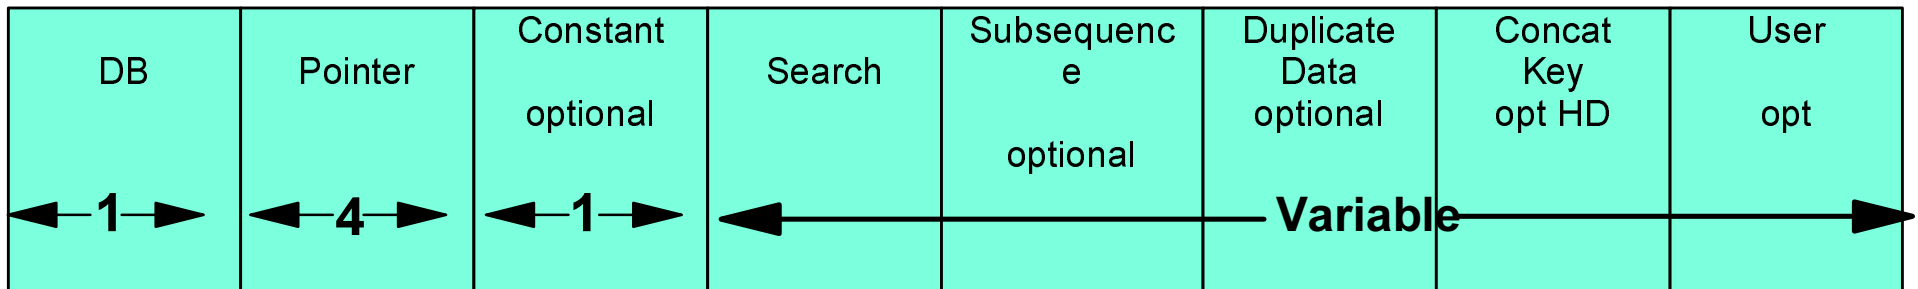 DB
Pointer
Constant
optional
Search
Subsequenc
e
optional
Duplicate
Data
optional
Concat
Key
opt HD
User
opt
1
4
1
Variable